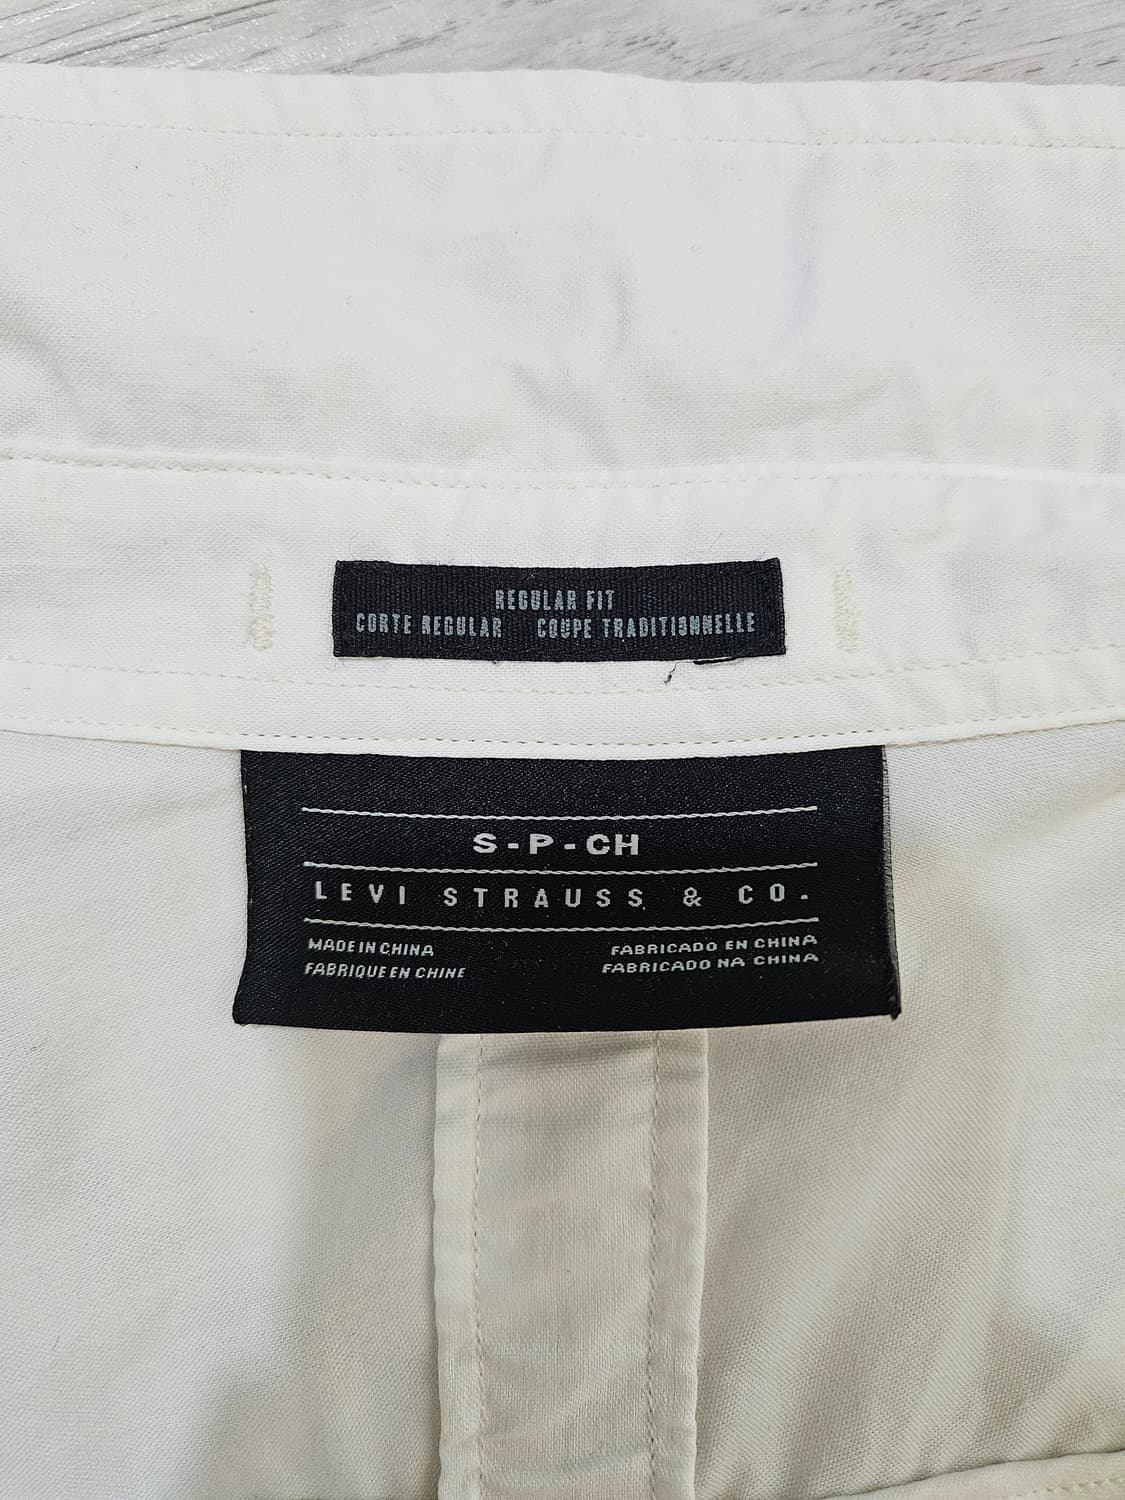 REGULAR FIT
CORTE REGULAR COUPE TRADITIONNELLE
S-P-CH
LEVI STRAUSS & CO.
MADE IN CHINA
FABRIQUE EN CHINE
FABRICADO EN CHINA
FABRICADO NA CHINA